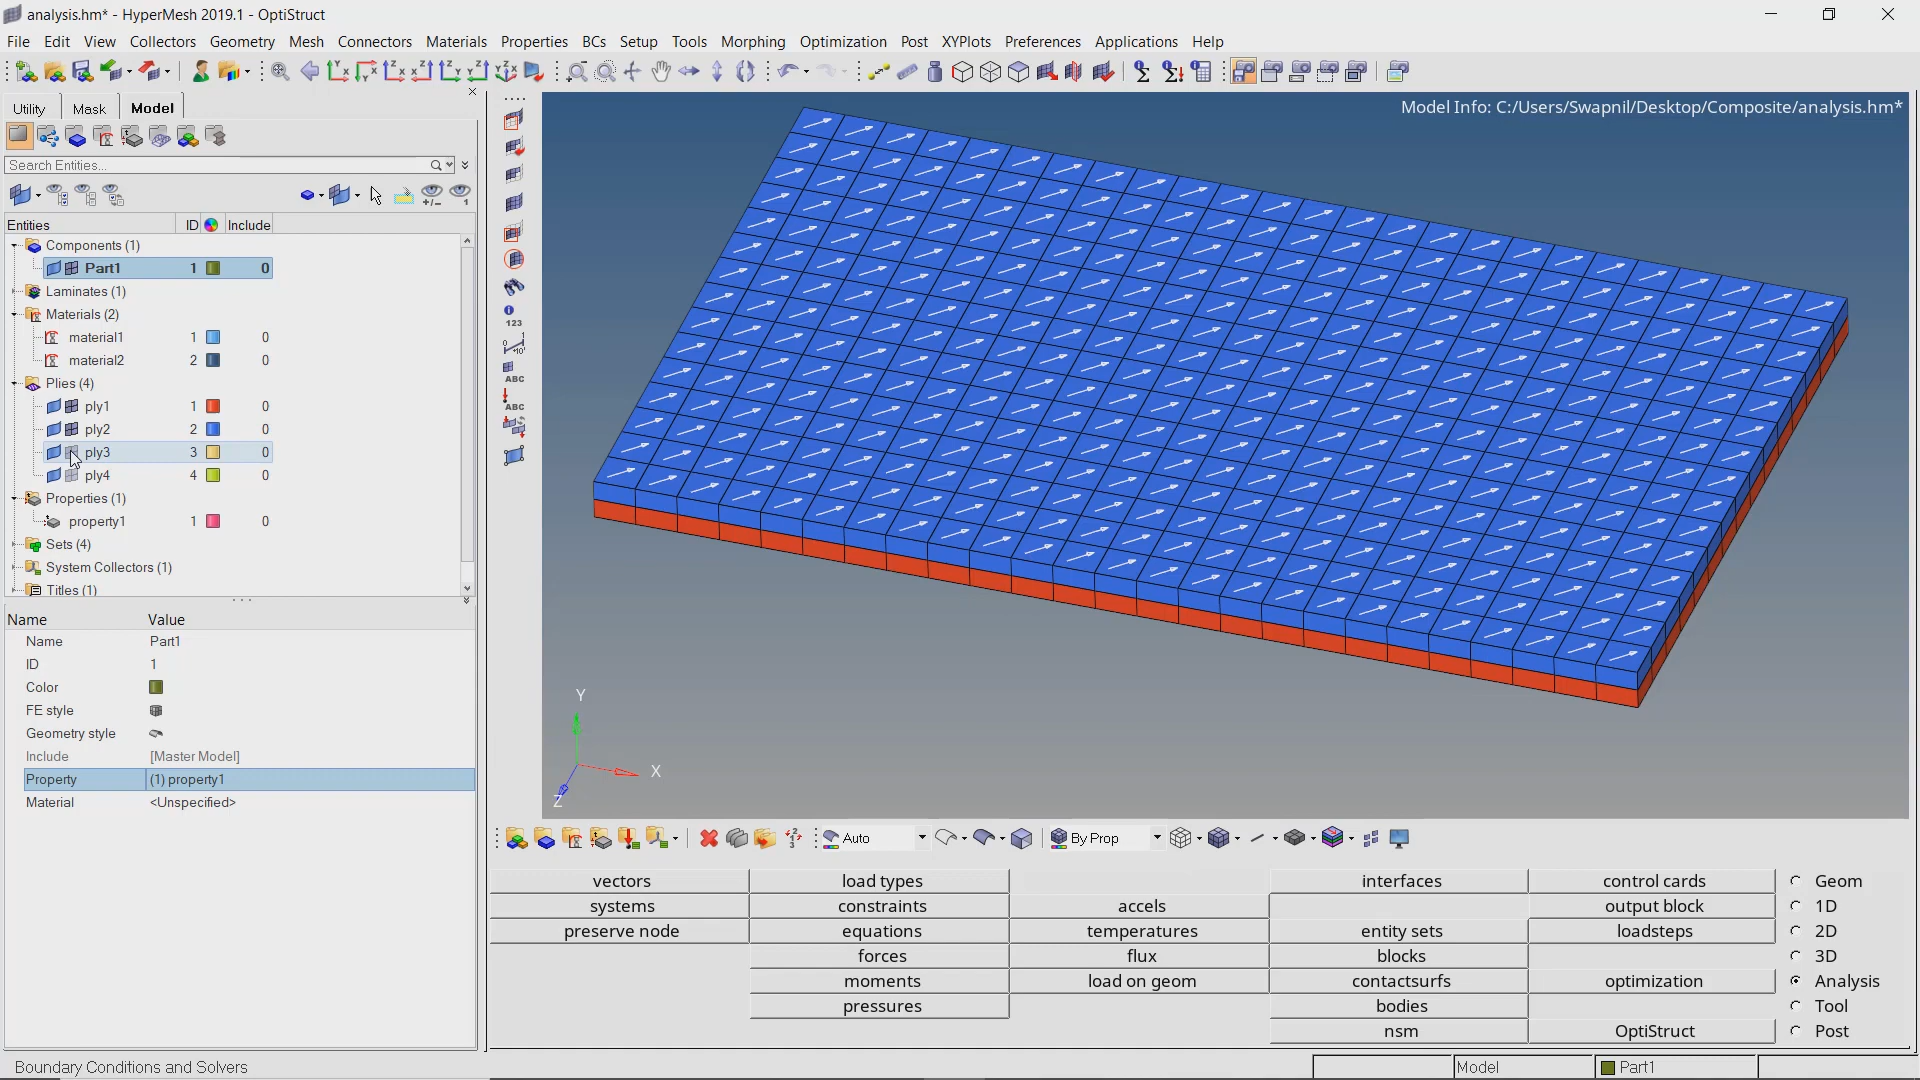 analysis.hm* - HyperMesh 2019.1 - OptiStruct
File Edit View Collectors Geometry Mesh Connectors Materials Properties BCs Setup Tools Morphing Optimization Post XYPlots Preferences Applications Help
Utility Mask Model
Search Entities...
Entities ID Include
Components (1)
Part1 1 0
Laminates (1)
Materials (2)
material1 1 0
material2 2 0
Plies (4)
ply1 1 0
ply2 2 0
ply3 3 0
ply4 4 0
Properties (1)
property1 1 0
Sets (4)
System Collectors (1)
Titles (1)
Name Value
Name Part1
ID 1
Color
FE style
Geometry style
Include [Master Model]
Property (1) property1
Material <Unspecified>
123
ABC
ABC
Model Info: C:/Users/Swapnil/Desktop/Composite/analysis.hm*
Y
X
Z
Auto By Prop
vectors load types interfaces control cards Geom
systems constraints accels output block 1D
preserve node equations temperatures entity sets loadsteps 2D
forces flux blocks 3D
moments load on geom contactsurfs optimization Analysis
pressures bodies Tool
nsm OptiStruct Post
Boundary Conditions and Solvers Model Part1